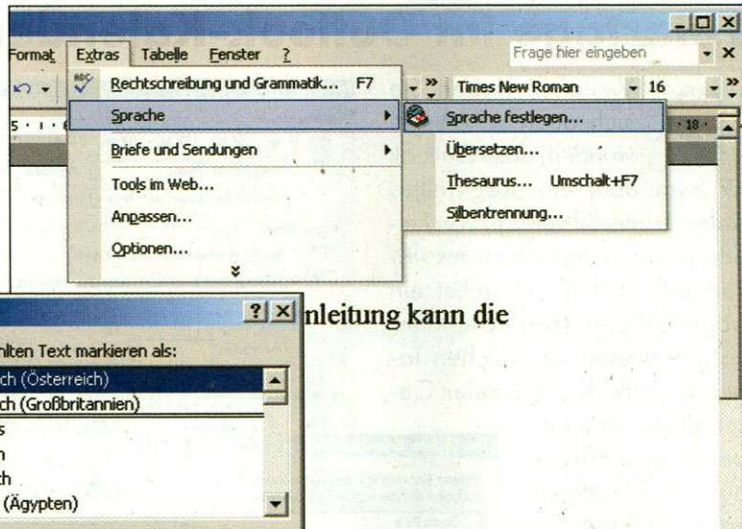 Format Extras Tabelle Fenster ? Frage hier eingeben
ABC Rechtschreibung und Grammatik... F7 Times New Roman 16
Sprache Sprache festlegen... 18
Briefe und Sendungen Übersetzen...
Tools im Web... Thesaurus... Umschalt+F7
Anpassen... Silbentrennung...
Optionen...
nleitung kann die
hlten Text markieren als:
ch (Österreich)
ch (Großbritannien)
s
n
ch
(Ägypten)